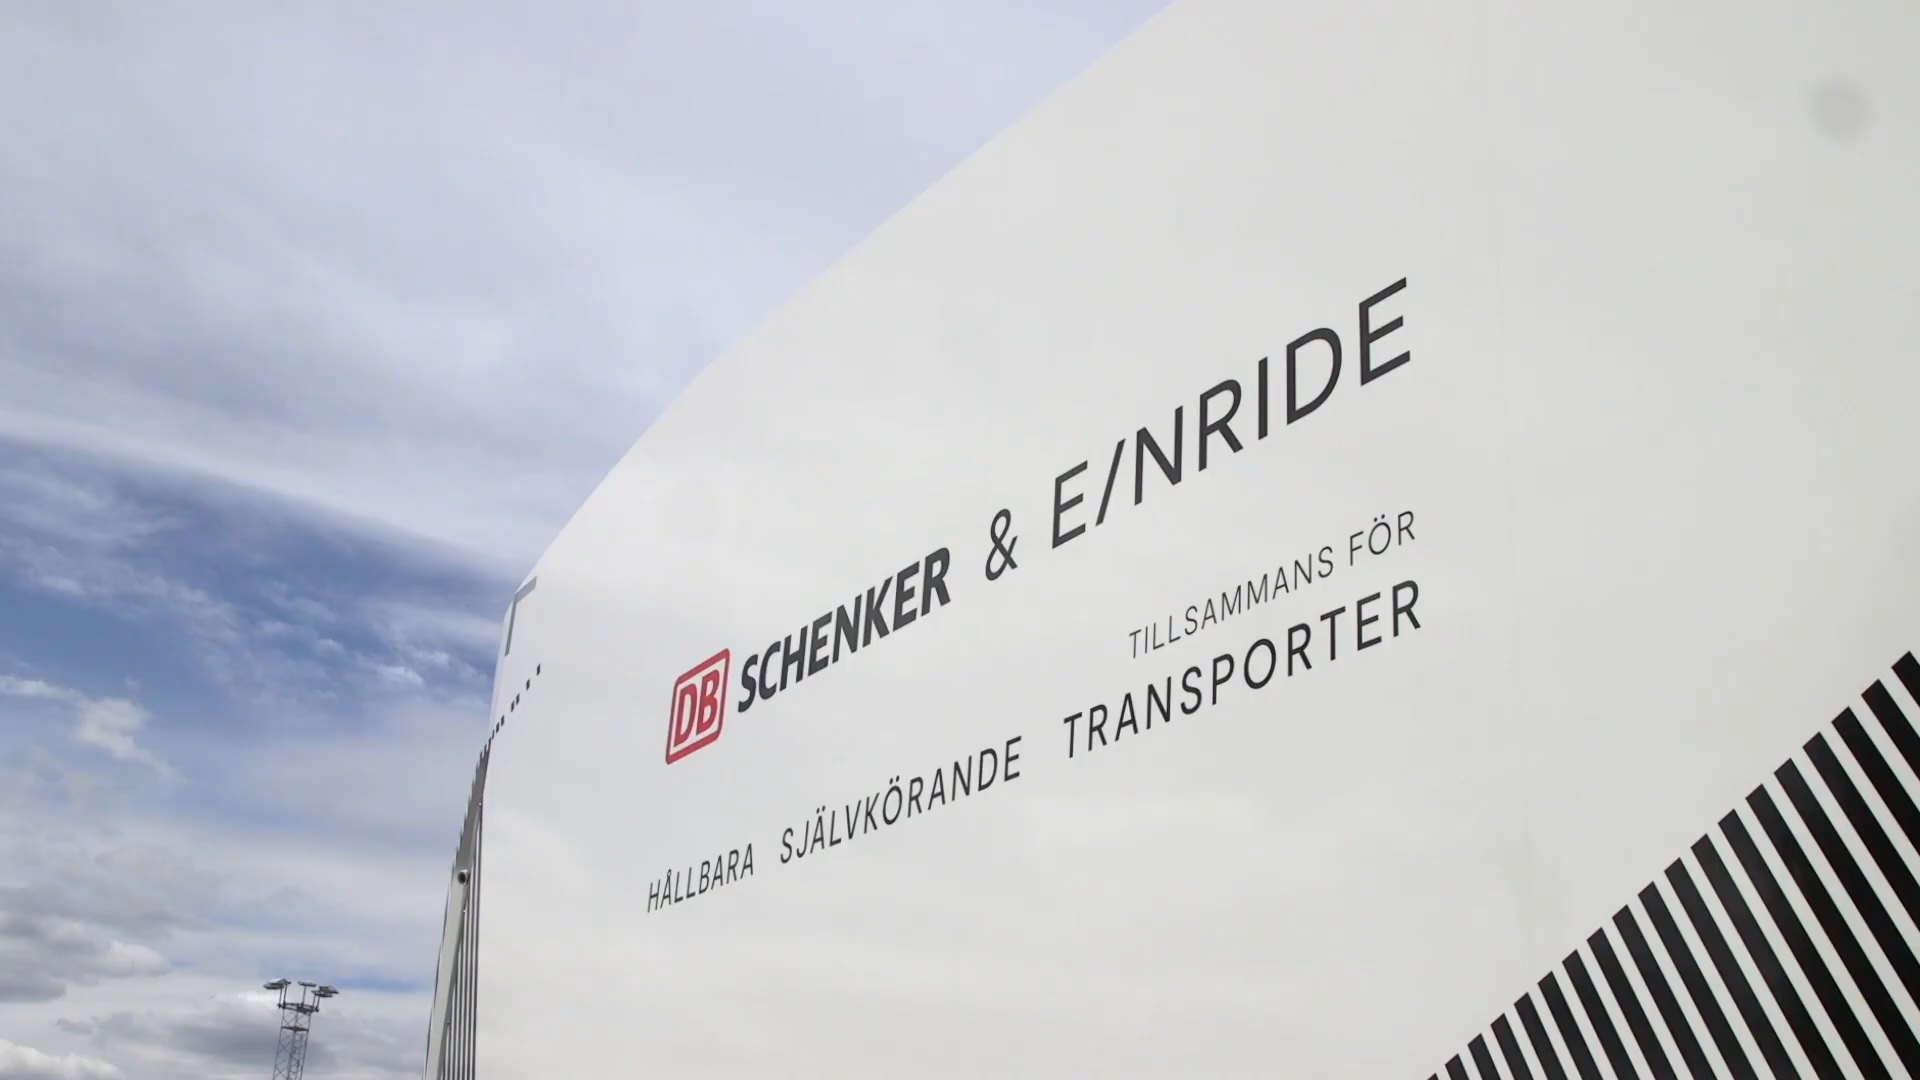 DB SCHENKER & E/NRIDE
TILLSAMMANS FÖR
HÅLLBARA SJÄLVKÖRANDE TRANSPORTER